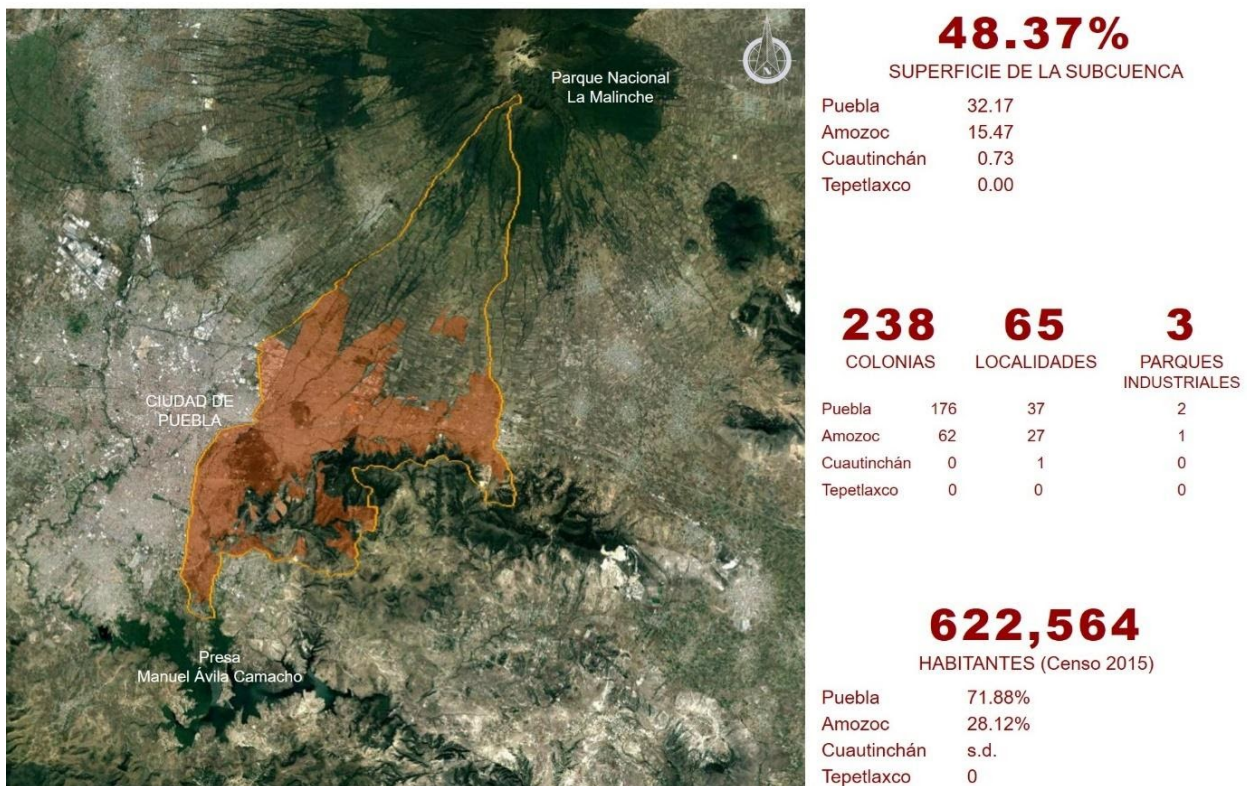 Parque Nacional
La Malinche
CIUDAD DE
PUEBLA
Presa
Manuel Ávila Camacho
N
48.37%
SUPERFICIE DE LA SUBCUENCA
Puebla 32.17
Amozoc 15.47
Cuautinchán 0.73
Tepetlaxco 0.00
238 65 3
COLONIAS LOCALIDADES PARQUES
INDUSTRIALES
Puebla 176 37 2
Amozoc 62 27 1
Cuautinchán 0 1 0
Tepetlaxco 0 0 0
622,564
HABITANTES (Censo 2015)
Puebla 71.88%
Amozoc 28.12%
Cuautinchán s.d.
Tepetlaxco 0